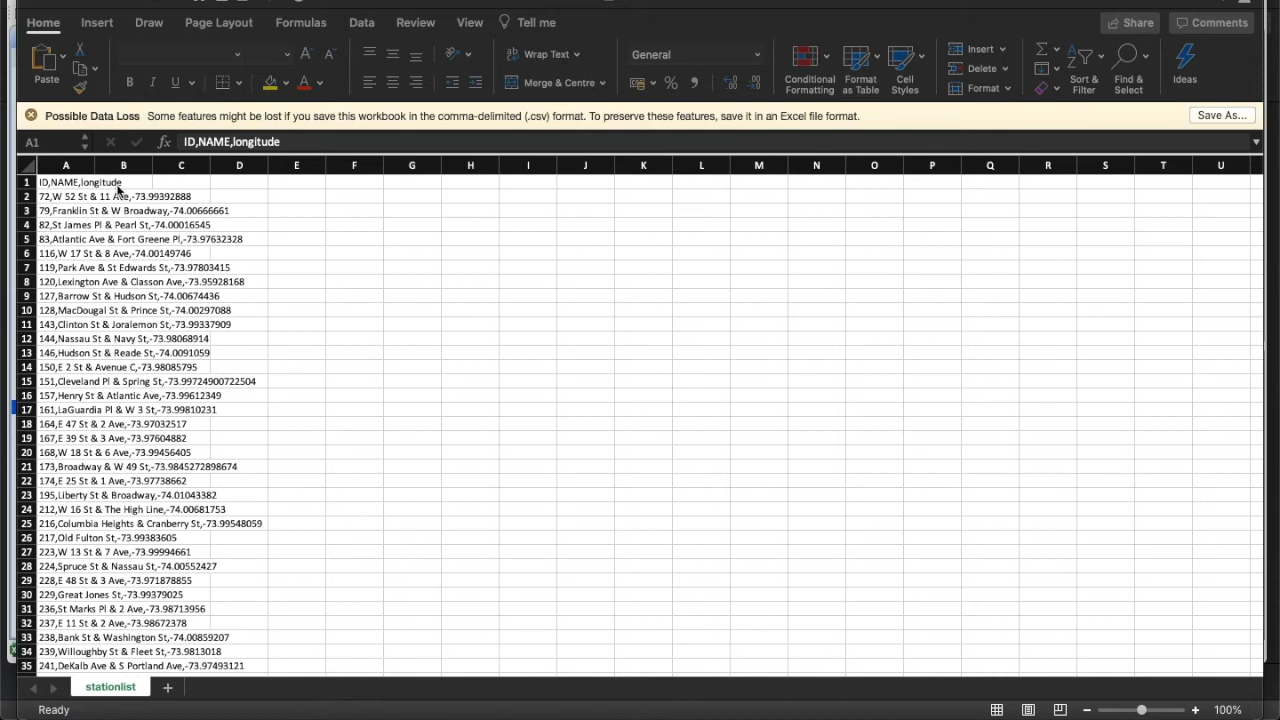 Home Insert Draw Page Layout Formulas Data Review View Tell me Share Comments
Paste
B I U
A A
Wrap Text
Merge & Centre
General
%
Conditional Formatting
Format as Table
Cell Styles
Insert
Delete
Format
Sort & Filter
Find & Select
Ideas
Possible Data Loss Some features might be lost if you save this workbook in the comma-delimited (.csv) format. To preserve these features, save it in an Excel file format. Save As...
A1 fx ID,NAME,longitude
A B C D E F G H I J K L M N O P Q R S T U
1 ID,NAME,longitude
2 72,W 52 St & 11 Ave,-73.99392888
3 79,Franklin St & W Broadway,-74.00666661
4 82,St James Pl & Pearl St,-74.00016545
5 83,Atlantic Ave & Fort Greene Pl,-73.97632328
6 116,W 17 St & 8 Ave,-74.00149746
7 119,Park Ave & St Edwards St,-73.97803415
8 120,Lexington Ave & Classon Ave,-73.95928168
9 127,Barrow St & Hudson St,-74.00674436
10 128,MacDougal St & Prince St,-74.00297088
11 143,Clinton St & Joralemon St,-73.99337909
12 144,Nassau St & Navy St,-73.98068914
13 146,Hudson St & Reade St,-74.0091059
14 150,E 2 St & Avenue C,-73.98085795
15 151,Cleveland Pl & Spring St,-73.99724900722504
16 157,Henry St & Atlantic Ave,-73.99612349
17 161,LaGuardia Pl & W 3 St,-73.99810231
18 164,E 47 St & 2 Ave,-73.97032517
19 167,E 39 St & 3 Ave,-73.97604882
20 168,W 18 St & 6 Ave,-73.99456405
21 173,Broadway & W 49 St,-73.9845272898674
22 174,E 25 St & 1 Ave,-73.97738662
23 195,Liberty St & Broadway,-74.01043382
24 212,W 16 St & The High Line,-74.00681753
25 216,Columbia Heights & Cranberry St,-73.99548059
26 217,Old Fulton St,-73.99383605
27 223,W 13 St & 7 Ave,-73.99994661
28 224,Spruce St & Nassau St,-74.00552427
29 228,E 48 St & 3 Ave,-73.971878855
30 229,Great Jones St,-73.99379025
31 236,St Marks Pl & 2 Ave,-73.98713956
32 237,E 11 St & 2 Ave,-73.98672378
33 238,Bank St & Washington St,-74.00859207
34 239,Willoughby St & Fleet St,-73.9813018
35 241,DeKalb Ave & S Portland Ave,-73.97493121
stationlist
Ready
100%